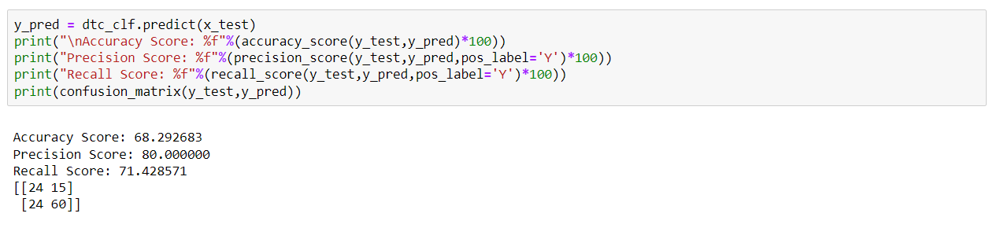 y_pred = dtc_clf.predict(x_test)
print("\nAccuracy Score: %f"%(accuracy_score(y_test,y_pred)*100))
print("Precision Score: %f"%(precision_score(y_test,y_pred,pos_label='Y')*100))
print("Recall Score: %f"%(recall_score(y_test,y_pred,pos_label='Y')*100))
print(confusion_matrix(y_test,y_pred))
Accuracy Score: 68.292683
Precision Score: 80.000000
Recall Score: 71.428571
[[24 15]
 [24 60]]